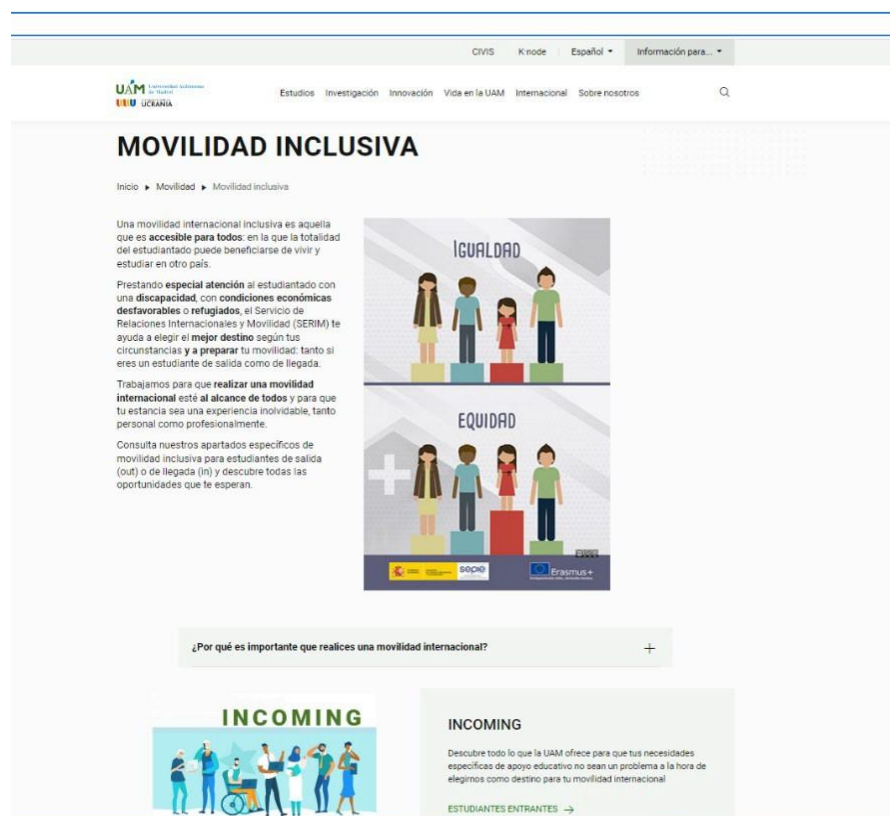 CIVIS K·node Español Información para...
UAM Universidad Autónoma de Madrid
UCRANIA
Estudios Investigación Innovación Vida en la UAM Internacional Sobre nosotros
MOVILIDAD INCLUSIVA
Inicio ▸ Movilidad ▸ Movilidad inclusiva
Una movilidad internacional inclusiva es aquella
que es accesible para todos: en la que la totalidad
del estudiantado puede beneficiarse de vivir y
estudiar en otro país.
Prestando especial atención al estudiantado con
una discapacidad, con condiciones económicas
desfavorables o refugiados, el Servicio de
Relaciones Internacionales y Movilidad (SERIM) te
ayuda a elegir el mejor destino según tus
circunstancias y a preparar tu movilidad: tanto si
eres un estudiante de salida como de llegada.
Trabajamos para que realizar una movilidad
internacional esté al alcance de todos y para que
tu estancia sea una experiencia inolvidable, tanto
personal como profesionalmente.
Consulta nuestros apartados específicos de
movilidad inclusiva para estudiantes de salida
(out) o de llegada (in) y descubre todas las
oportunidades que te esperan.
IGUALDAD
EQUIDAD
sepie
Erasmus+
¿Por qué es importante que realices una movilidad internacional?
INCOMING
INCOMING
Descubre todo lo que la UAM ofrece para que tus necesidades
específicas de apoyo educativo no sean un problema a la hora de
elegirnos como destino para tu movilidad internacional
ESTUDIANTES ENTRANTES →